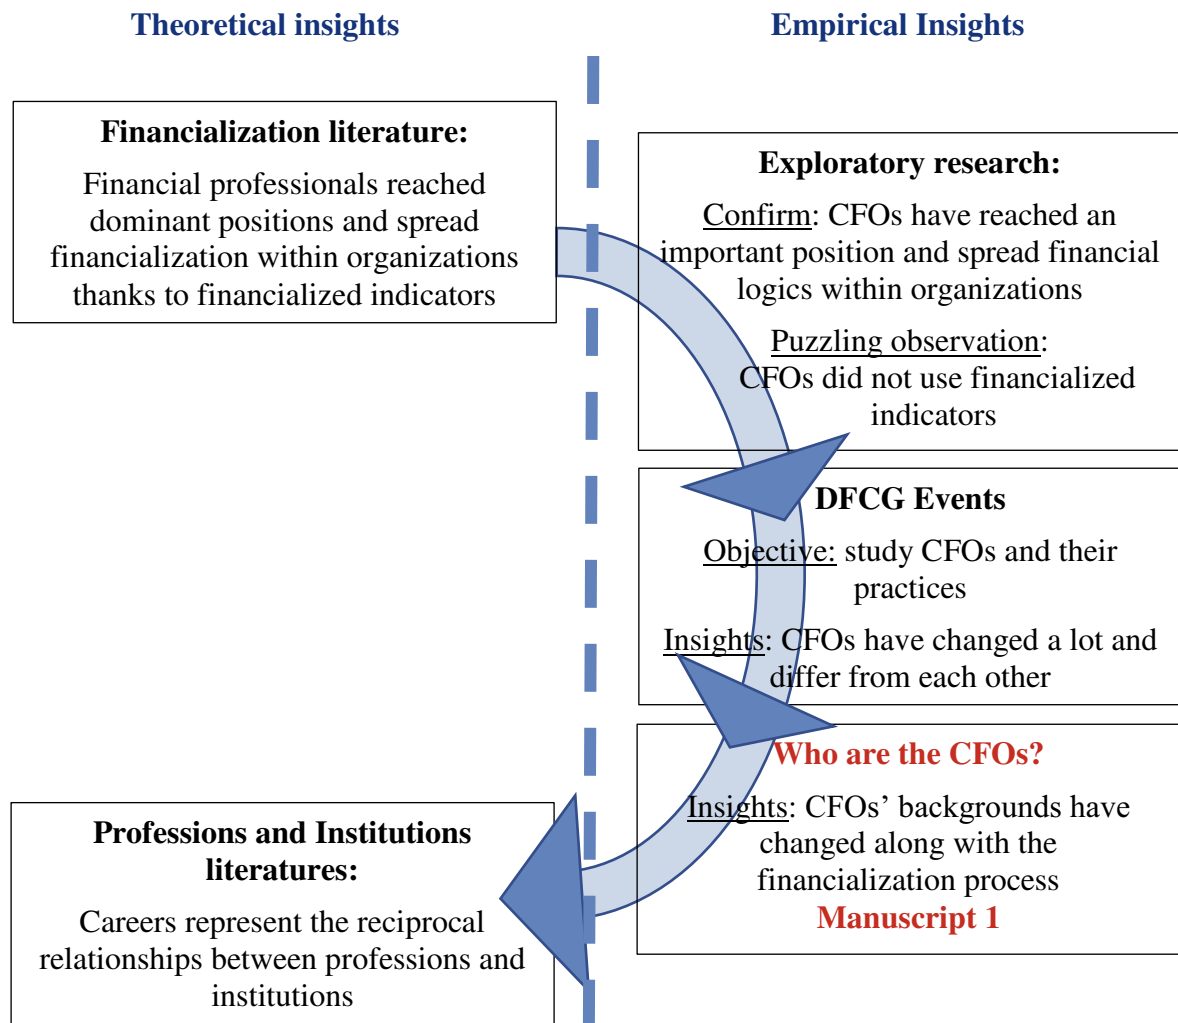 Theoretical insights
Empirical Insights
Financialization literature:
Financial professionals reached
dominant positions and spread
financialization within organizations
thanks to financialized indicators
Exploratory research:
Confirm: CFOs have reached an
important position and spread financial
logics within organizations
Puzzling observation:
CFOs did not use financialized
indicators
DFCG Events
Objective: study CFOs and their
practices
Insights: CFOs have changed a lot and
differ from each other
Who are the CFOs?
Insights: CFOs’ backgrounds have
changed along with the
financialization process
Manuscript 1
Professions and Institutions
literatures:
Careers represent the reciprocal
relationships between professions and
institutions